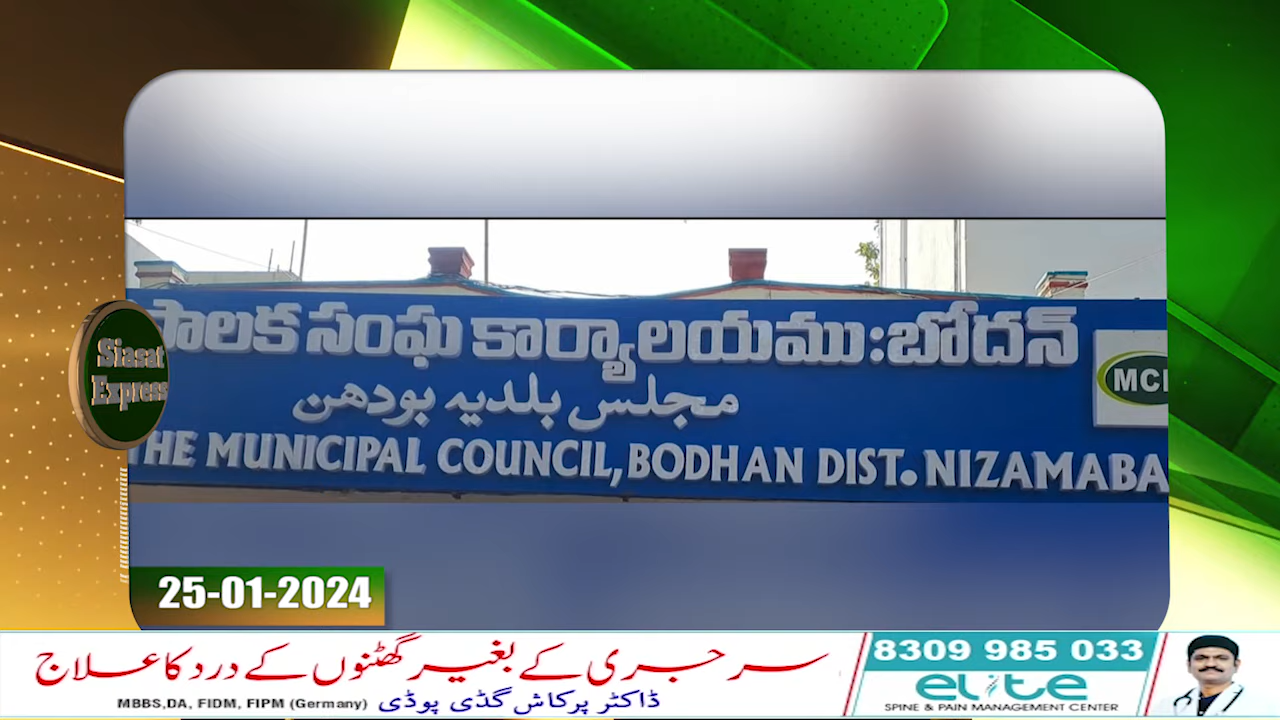 పాలక సంఘ కార్యాలయము:బోదన్
MC
مجلس بلدیہ بودھن
THE MUNICIPAL COUNCIL, BODHAN DIST. NIZAMABA
Siasat
Express
25-01-2024
سرجری کے بغیر گھٹنوں کے درد کا علاج
MBBS,DA, FIDM, FIPM (Germany) ڈاکٹر پرکاش گڈی پوڈی
8309 985 033
elite
SPINE & PAIN MANAGEMENT CENTER